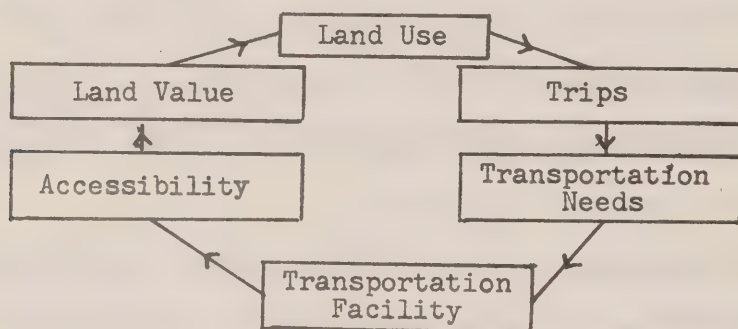 Land Use
Land Value
Trips
Accessibility
Transportation
Needs
Transportation
Facility